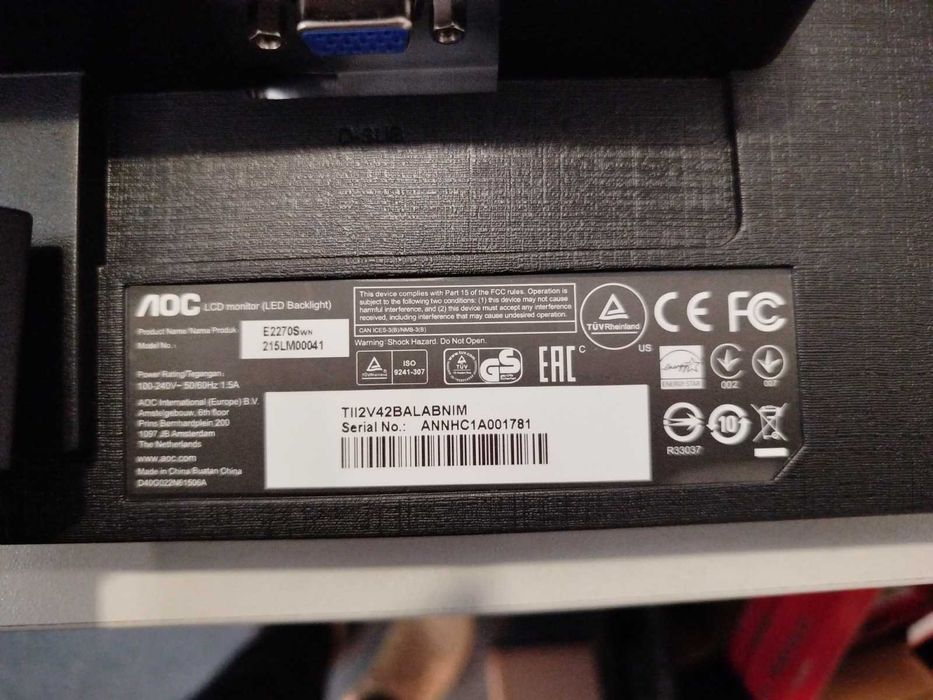 D-SUB
AOC LCD monitor (LED Backlight)
Product Name/Nama Produk:
E2270Swn
Model No.:
215LM00041
Power Rating/Tegangan:
100-240V~ 50/60Hz 1.5A
AOC International (Europe) B.V.
Amstelgebouw, 6th floor
Prins Bernhardplein 200
1097 JB Amsterdam
The Netherlands
www.aoc.com
Made in China/Buatan China
D40G022N61506A
This device complies with Part 15 of the FCC rules. Operation is
subject to the following two conditions: (1) this device may not cause
harmful interference, and (2) this device must accept any interference
received, including interference that may cause undesired operation.
CAN ICES-3(B)/NMB-3(B)
Warning: Shock Hazard. Do Not Open.
TÜVRheinland
ISO
9241-307
TÜV
GS
EAC
TÜVRheinland
C US
CE FC
energy
ENERGY STAR
002
007
R33037
10
TII2V42BALABNIM
Serial No.: ANNHC1A001781